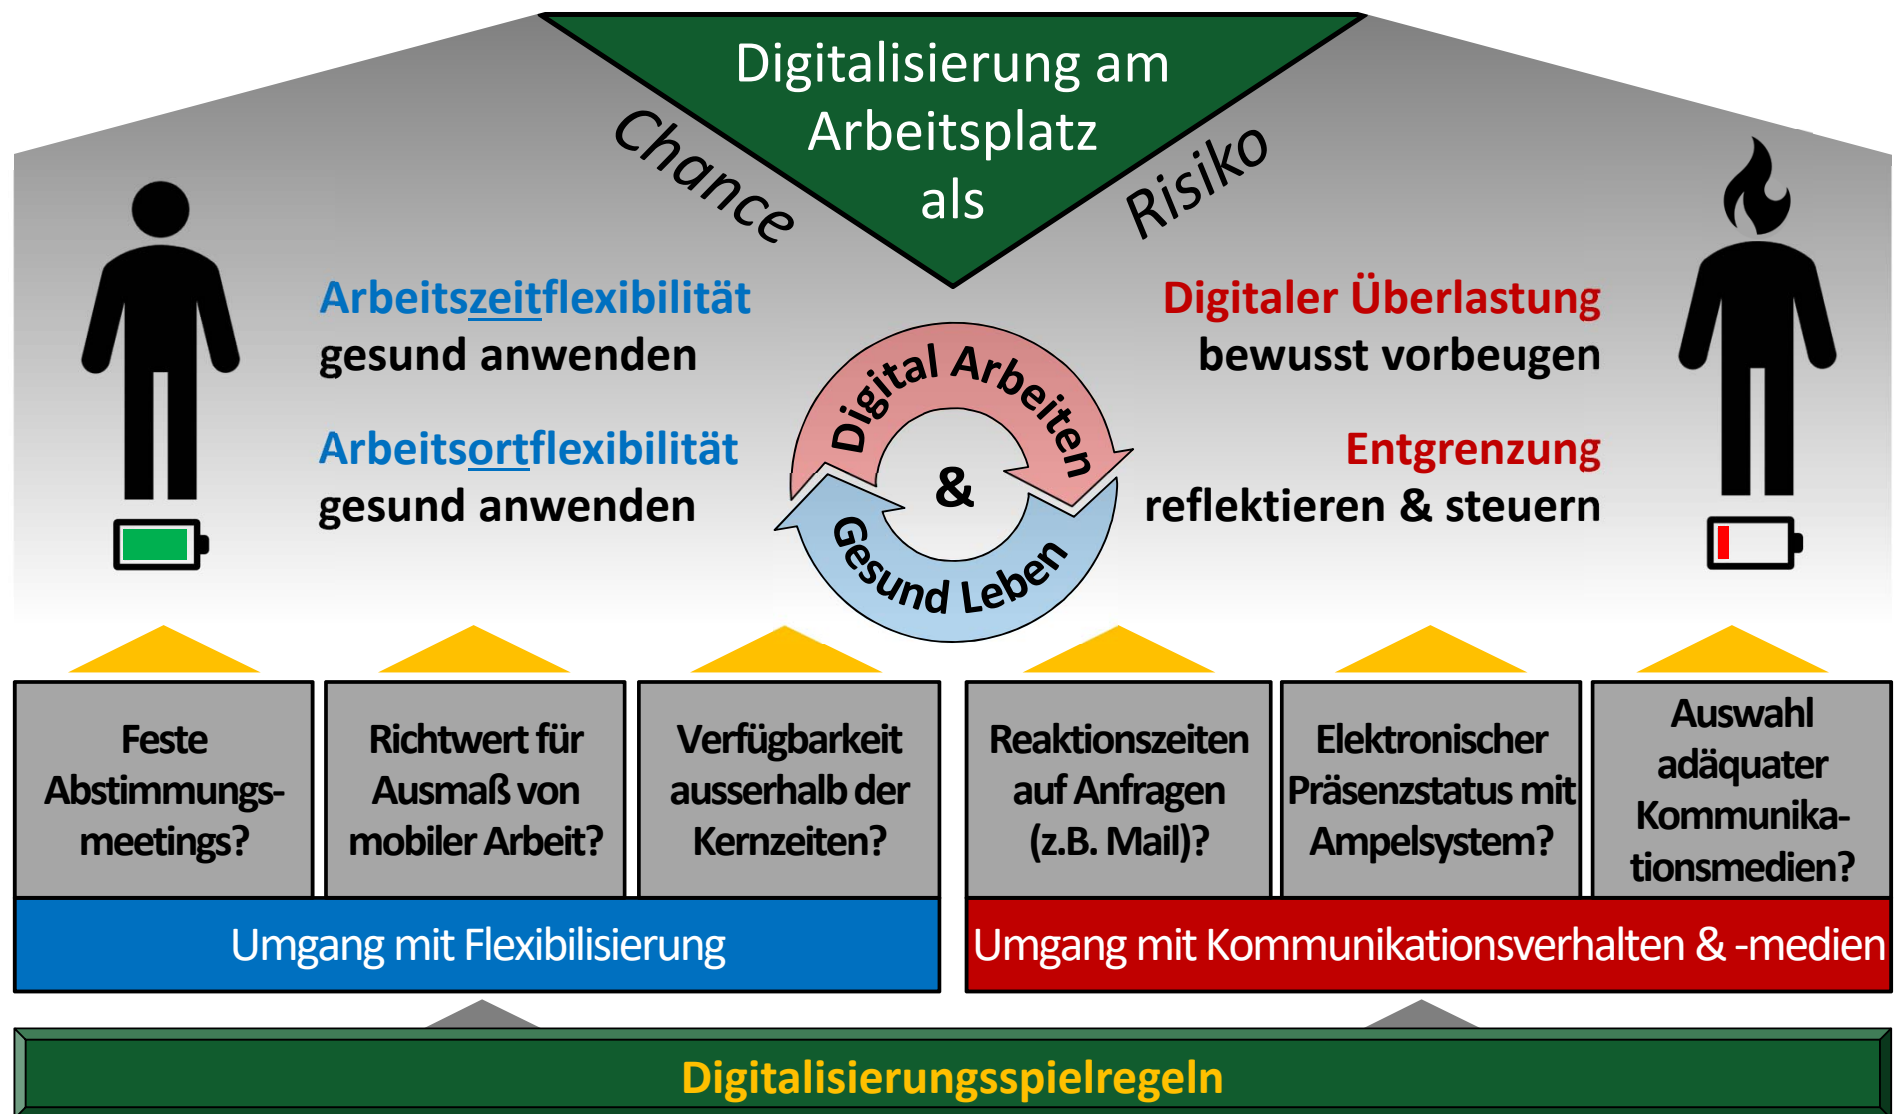 Digitalisierung am
Arbeitsplatz
als
Chance
Risiko
Arbeitszeitflexibilität
gesund anwenden
Arbeitsortflexibilität
gesund anwenden
Digital Arbeiten
&
Gesund Leben
Digitaler Überlastung
bewusst vorbeugen
Entgrenzung
reflektieren & steuern
Feste
Abstimmungs-
meetings?
Richtwert für
Ausmaß von
mobiler Arbeit?
Verfügbarkeit
ausserhalb der
Kernzeiten?
Reaktionszeiten
auf Anfragen
(z.B. Mail)?
Elektronischer
Präsenzstatus mit
Ampelsystem?
Auswahl
adäquater
Kommunika-
tionsmedien?
Umgang mit Flexibilisierung
Umgang mit Kommunikationsverhalten & -medien
Digitalisierungsspielregeln